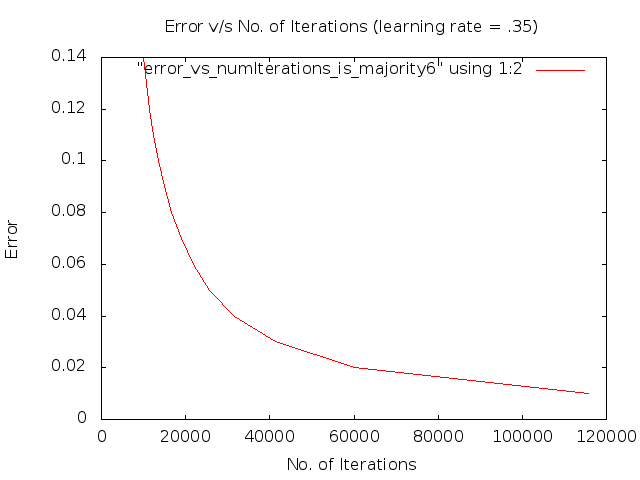 Error v/s No. of Iterations (learning rate = .35)
"error_vs_numIterations_is_majority6" using 1:2
0.14
0.12
0.1
0.08
0.06
0.04
0.02
0
Error
0 20000 40000 60000 80000 100000 120000
No. of Iterations